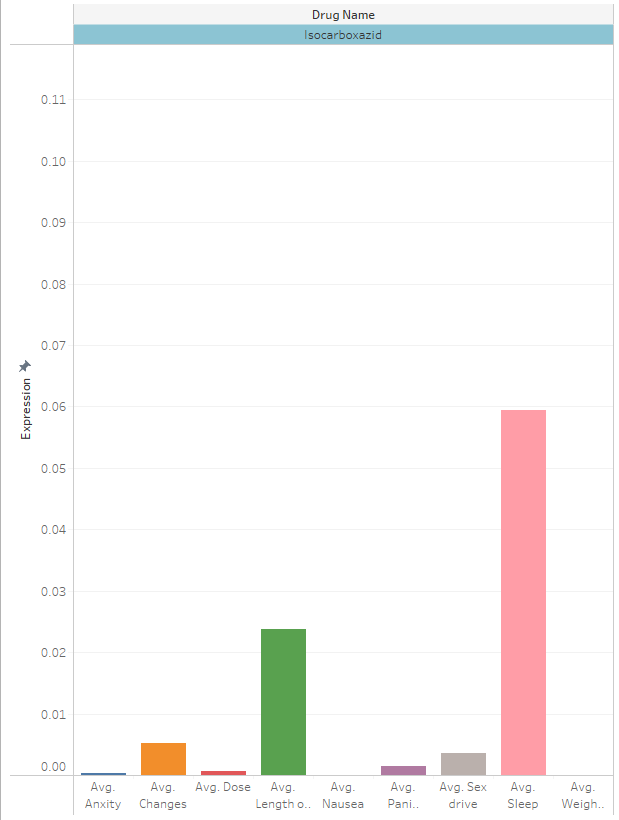 Drug Name
Isocarboxazid
0.11
0.10
0.09
0.08
0.07
0.06
0.05
0.04
0.03
0.02
0.01
0.00
Expression
Avg. Anxity
Avg. Changes
Avg. Dose
Avg. Length o..
Avg. Nausea
Avg. Pani..
Avg. Sex drive
Avg. Sleep
Avg. Weigh..